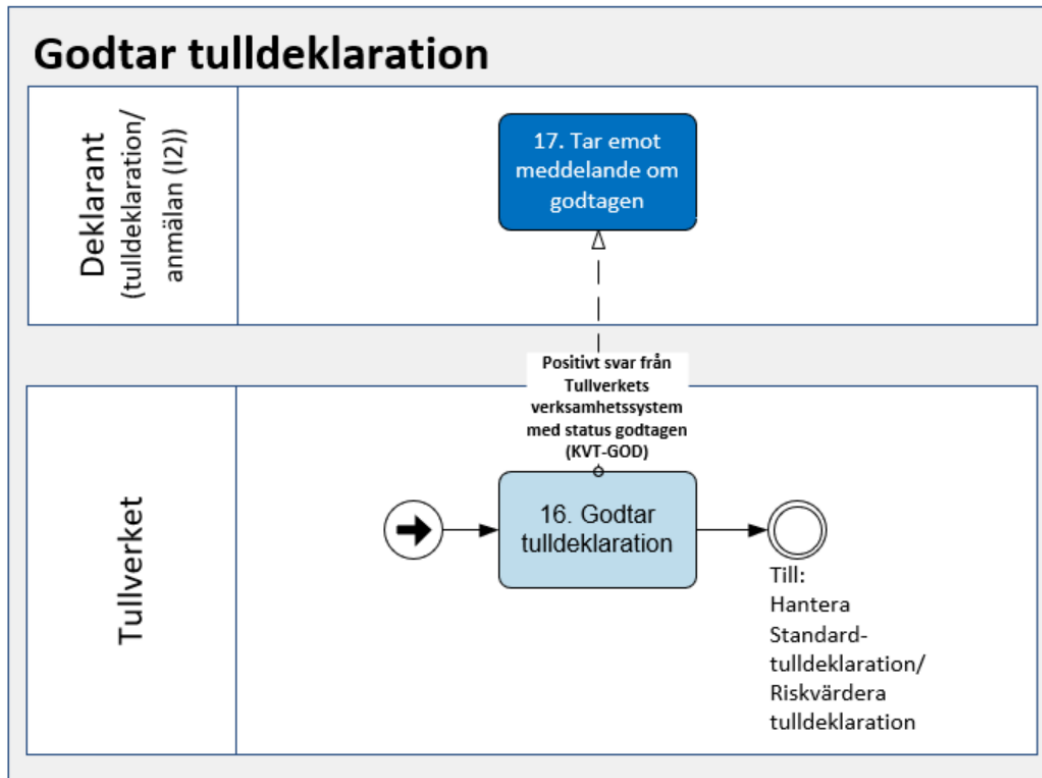 Godtar tulldeklaration
Deklarant
(tulldeklaration/
anmälan (I2))
17. Tar emot
meddelande om
godtagen
Positivt svar från
Tullverkets
verksamhetssystem
med status godtagen
(KVT-GOD)
Tullverket
16. Godtar
tulldeklaration
Till:
Hantera
Standard-
tulldeklaration/
Riskvärdera
tulldeklaration